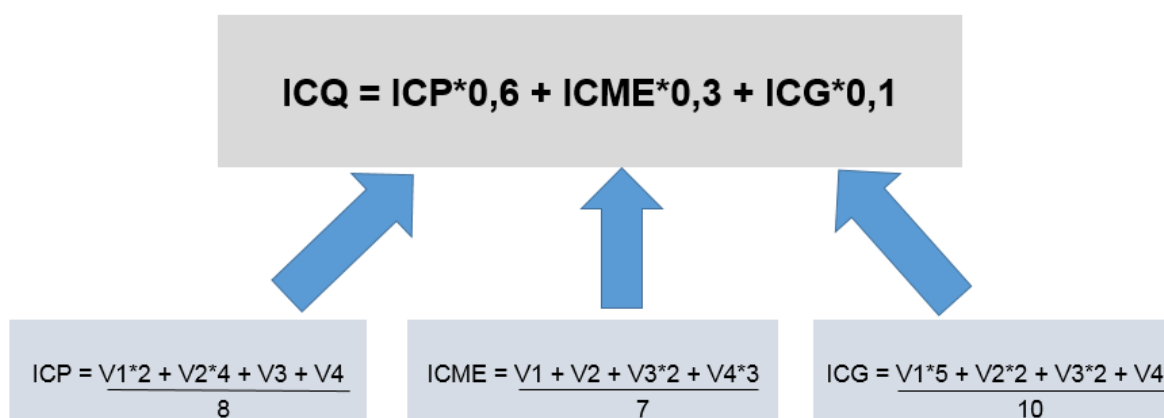 ICQ = ICP*0,6 + ICME*0,3 + ICG*0,1
ICP = V1*2 + V2*4 + V3 + V4
8
ICME = V1 + V2 + V3*2 + V4*3
7
ICG = V1*5 + V2*2 + V3*2 + V4
10